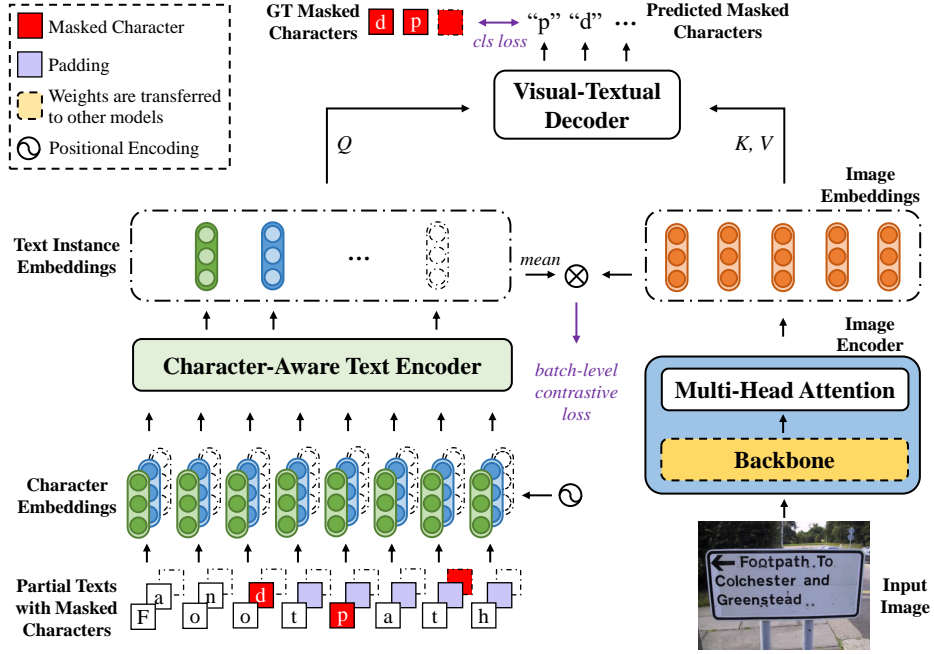 Masked Character
Padding
Weights are transferred
to other models
Positional Encoding
GT Masked
Characters
d p
cls loss
“p” “d” ...
Predicted Masked
Characters
Visual-Textual
Decoder
Q
K, V
Image
Embeddings
Text Instance
Embeddings
...
mean
Image
Encoder
Character-Aware Text Encoder
batch-level
contrastive
loss
Multi-Head Attention
Backbone
Character
Embeddings
Partial Texts
with Masked
Characters
a n d
F o o t p a t h
Footpath To
Colchester and
Greenstead
Input
Image